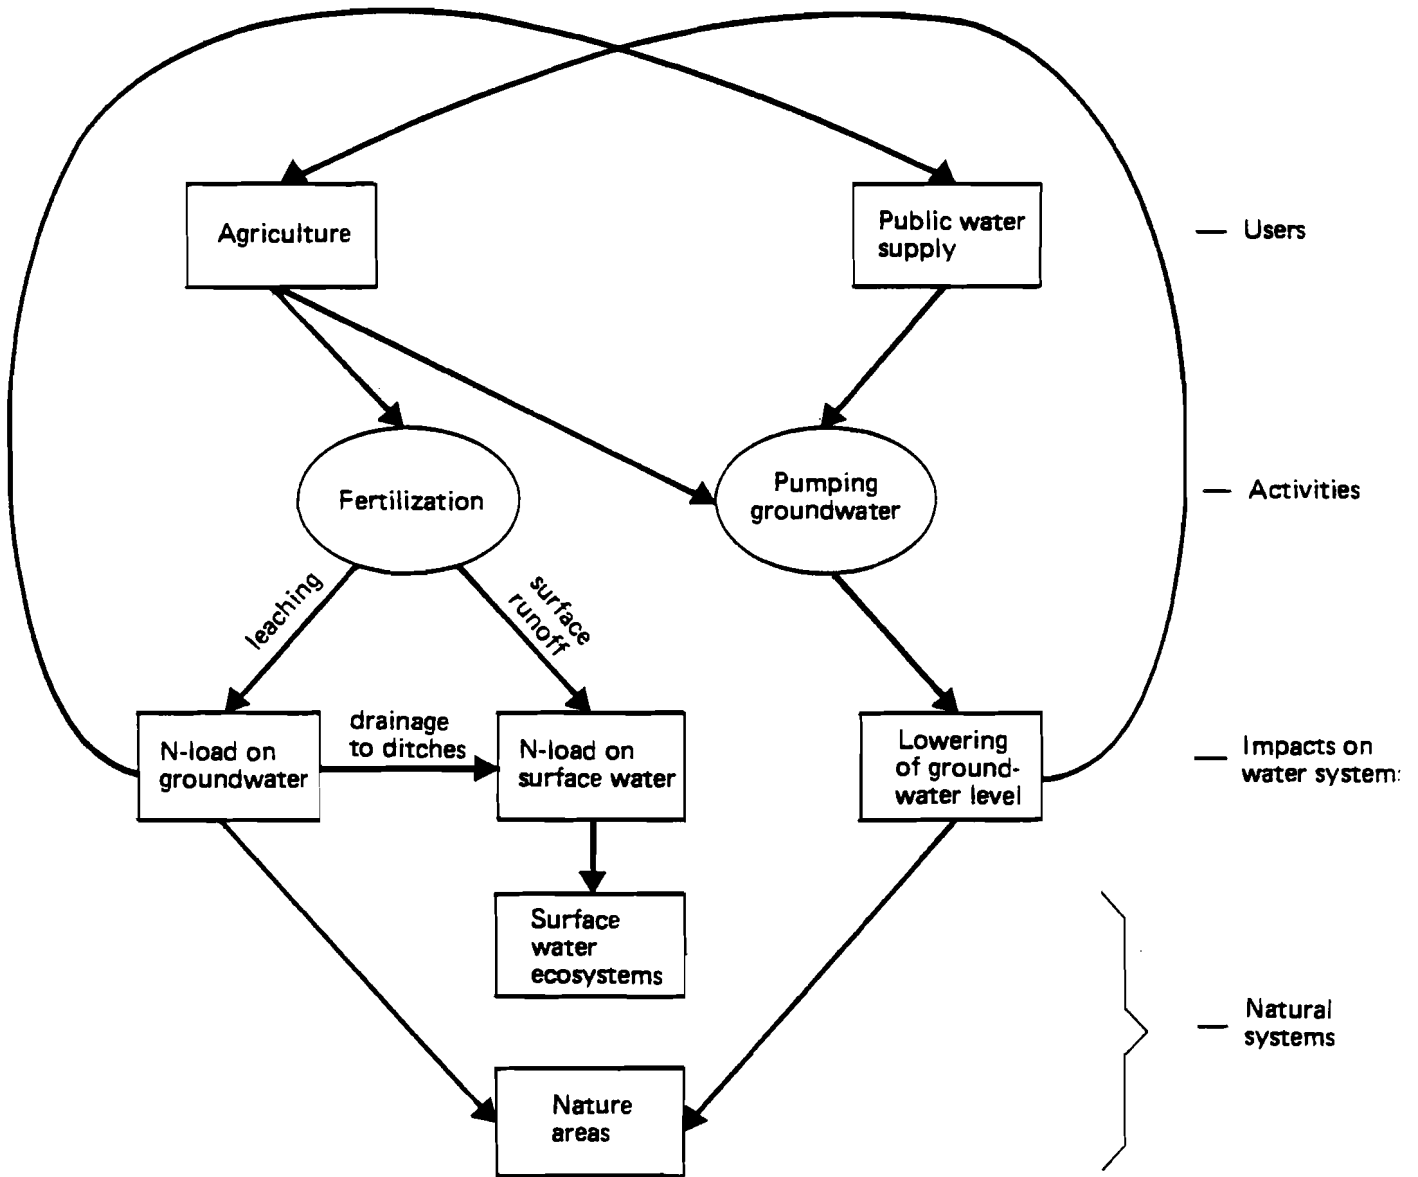 Agriculture
Public water
supply
— Users
Fertilization
Pumping
groundwater
— Activities
leaching
surface
runoff
N-load on
groundwater
drainage
to ditches
N-load on
surface water
Lowering
of ground-
water level
— Impacts on
water systems
Surface
water
ecosystems
— Natural
systems
Nature
areas